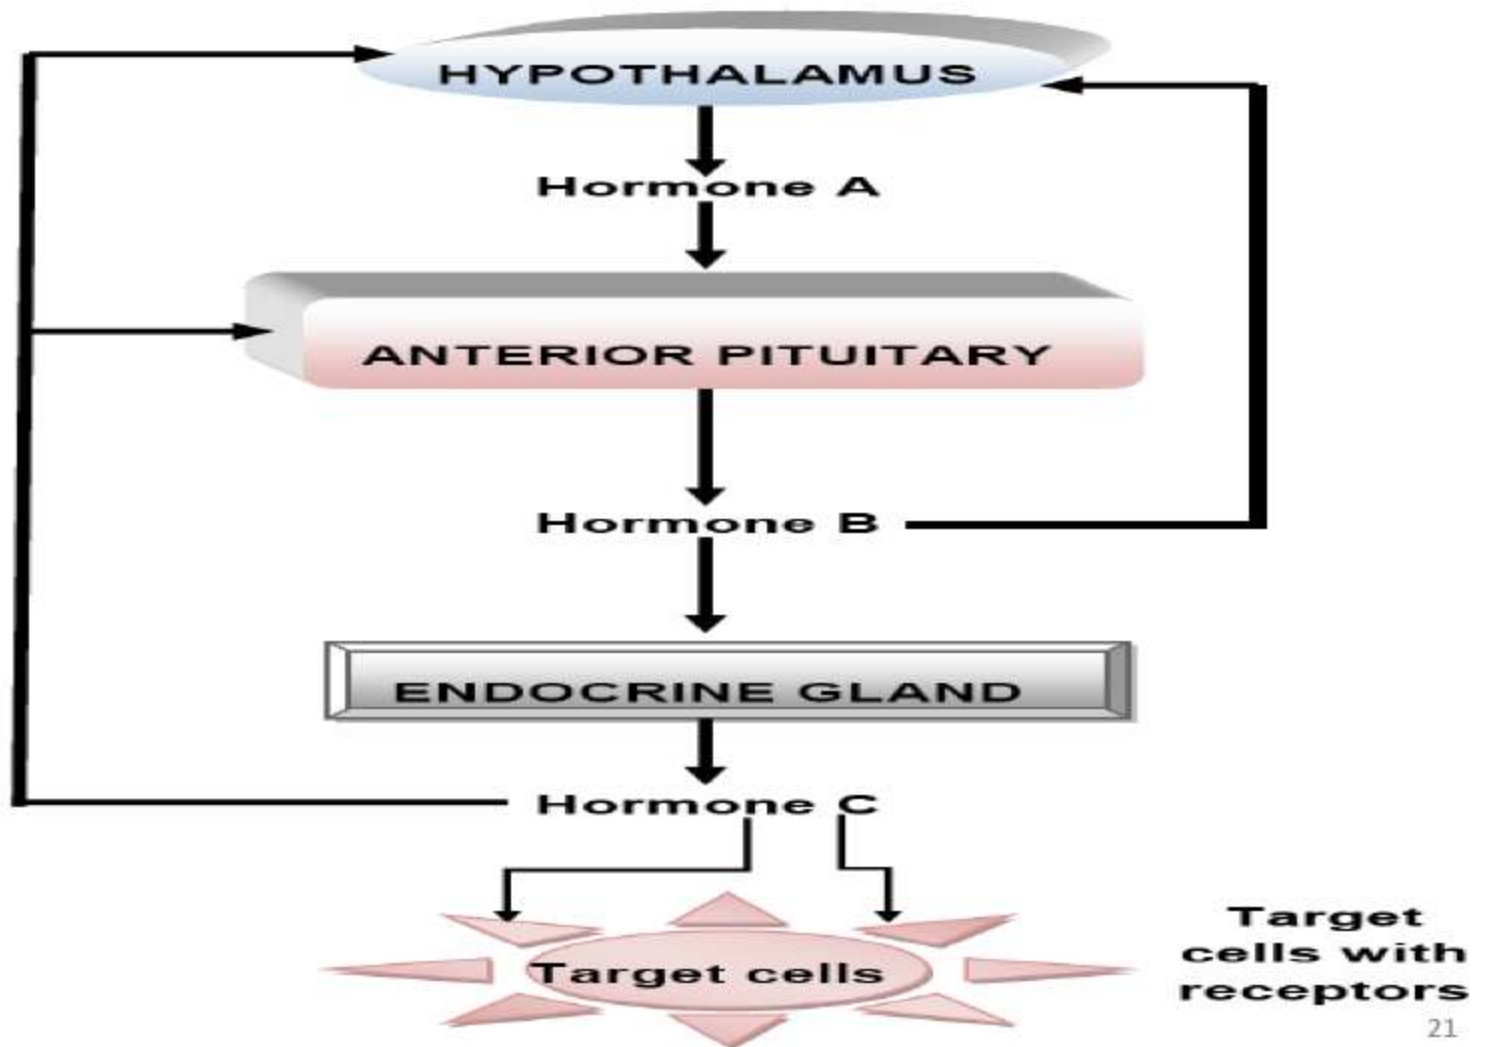 HYPOTHALAMUS
Hormone A
ANTERIOR PITUITARY
Hormone B
ENDOCRINE GLAND
Hormone C
Target cells
Target
cells with
receptors
21